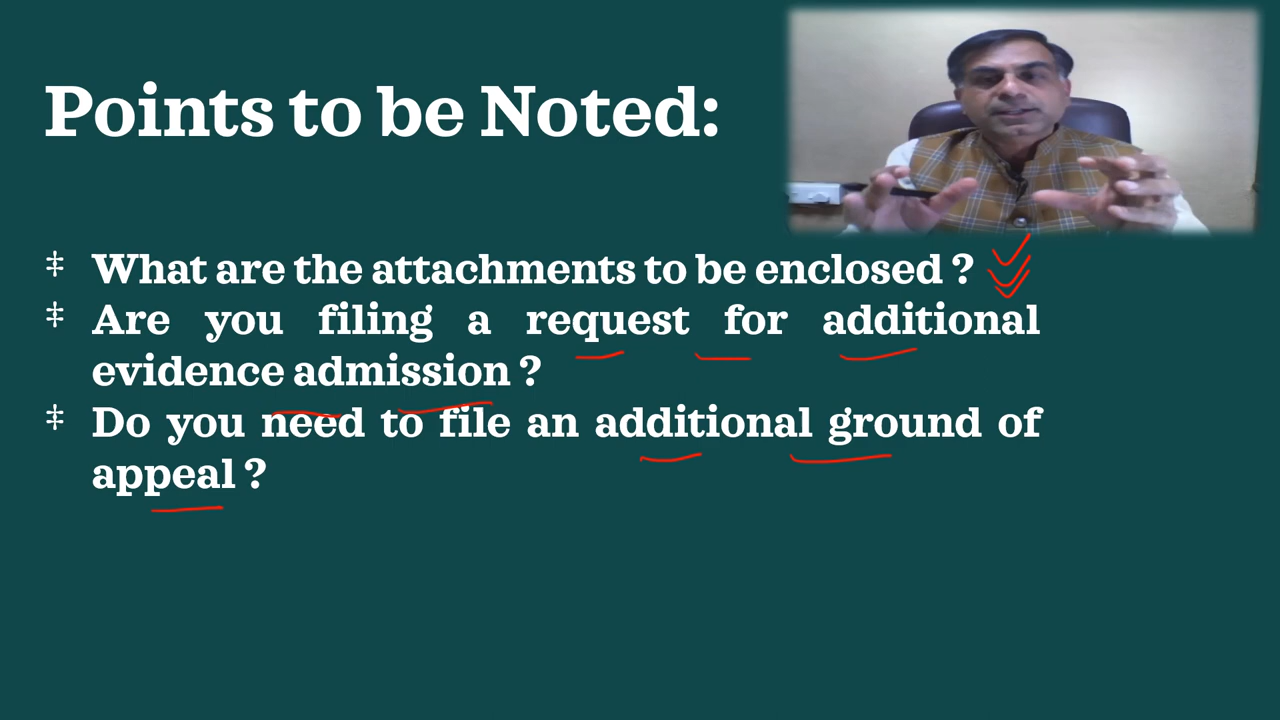 Points to be Noted:
‡ What are the attachments to be enclosed ?
‡ Are you filing a request for additional
evidence admission ?
‡ Do you need to file an additional ground of
appeal ?